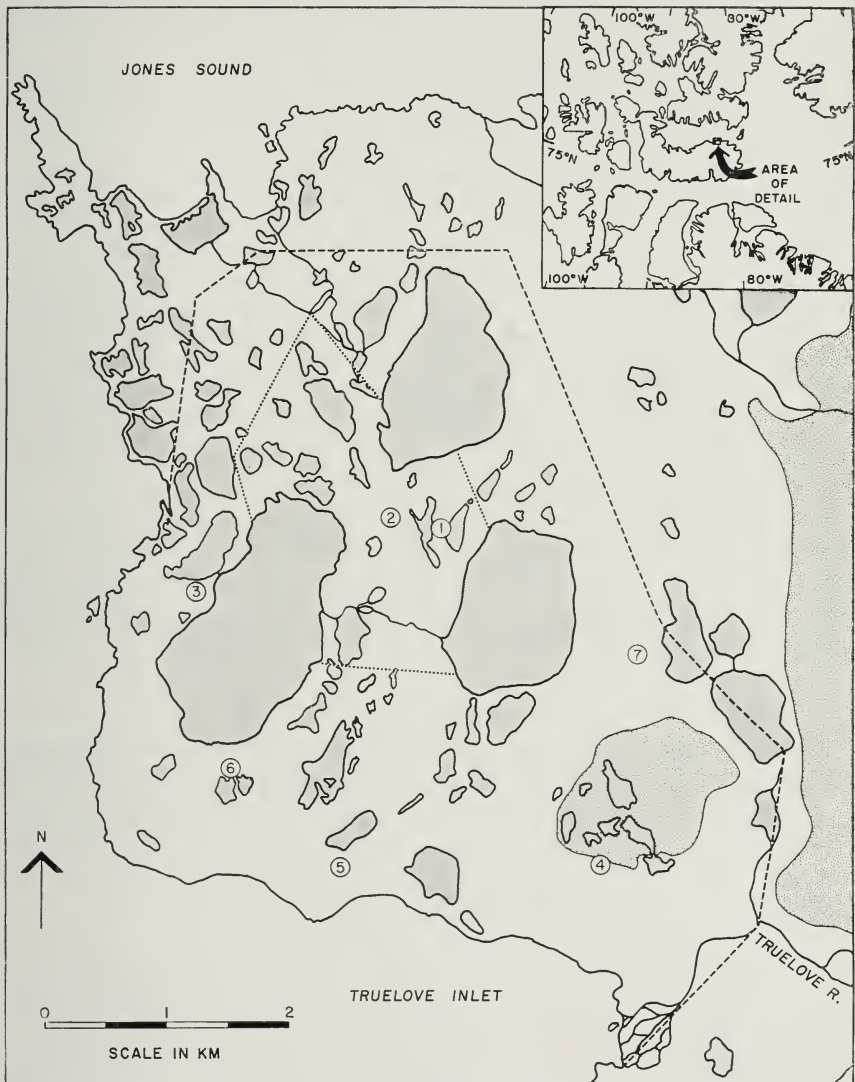 JONES SOUND
100°W
80°W
75°N
75°N
AREA
OF
DETAIL
100°W
80°W
②
①
③
⑦
⑥
⑤
④
N
TRUELOVE R.
TRUELOVE INLET
0 1 2
SCALE IN KM